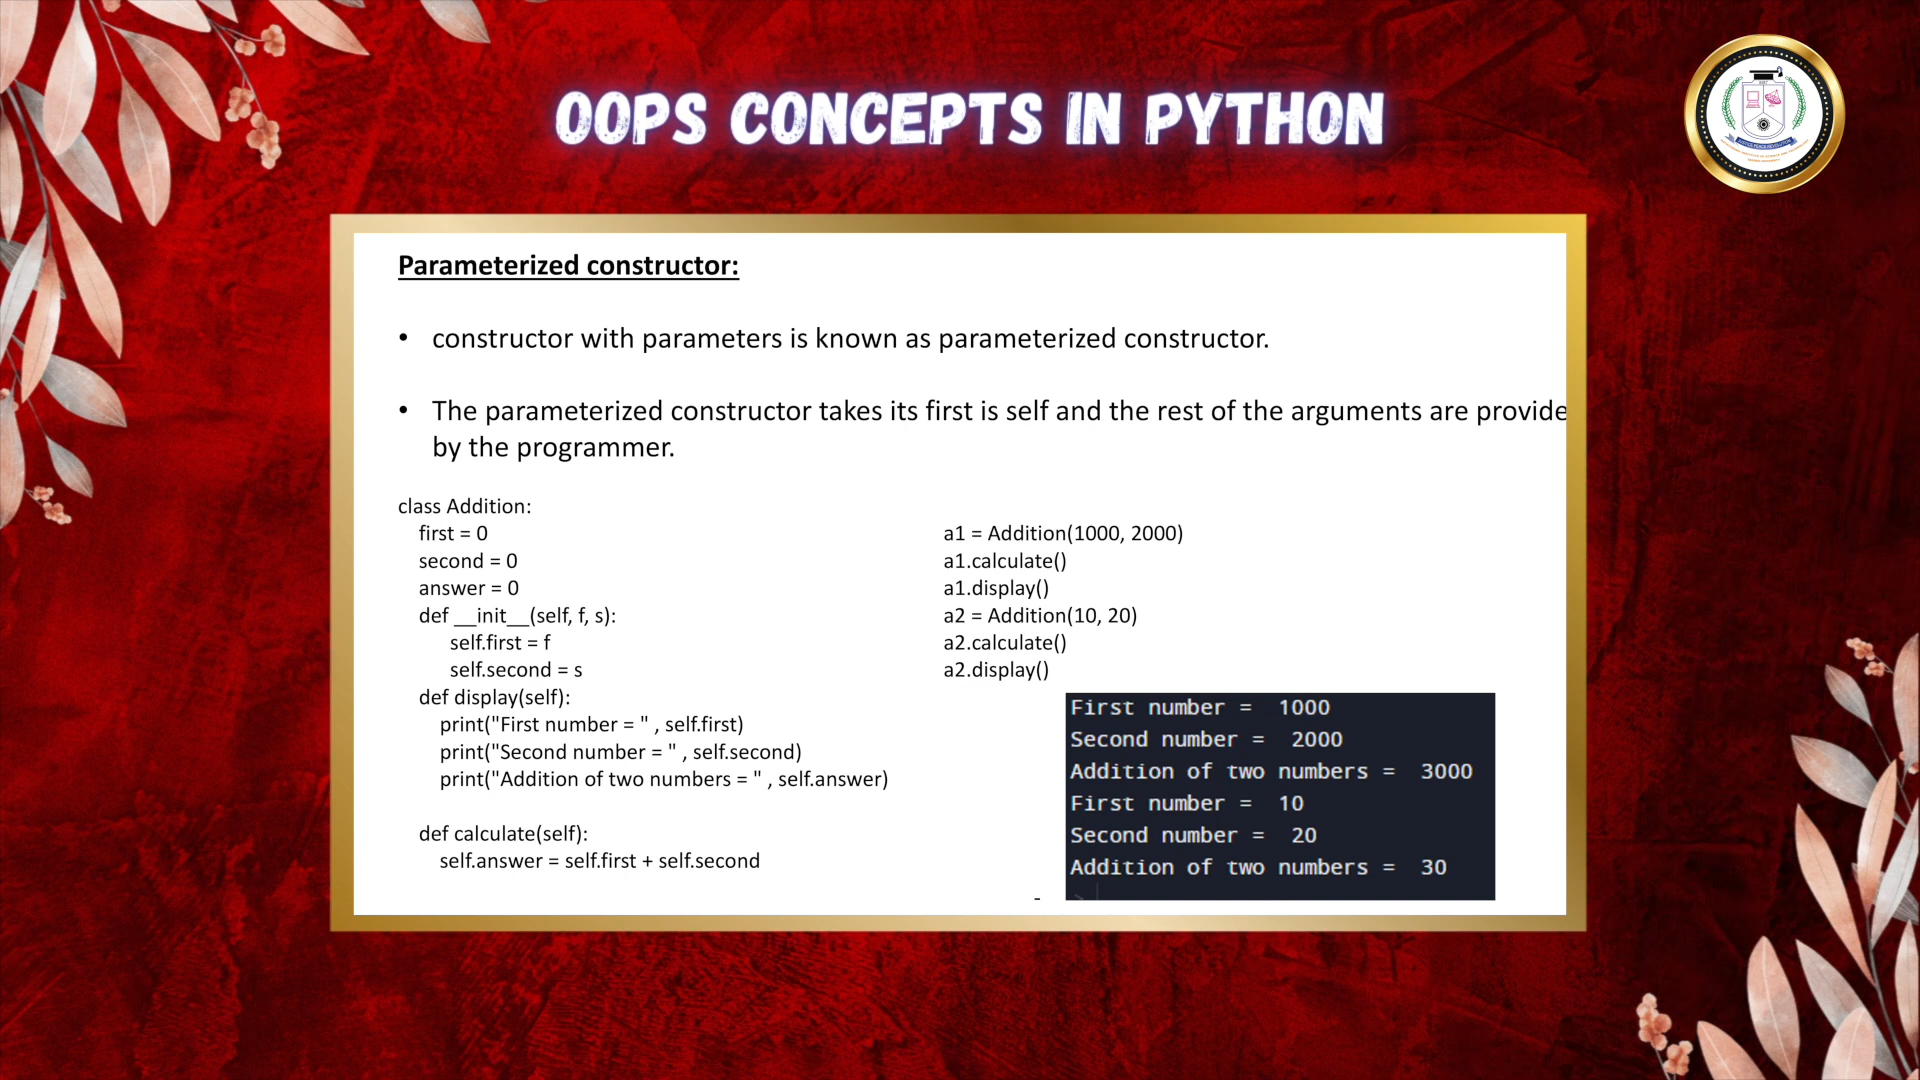 OOPS CONCEPTS IN PYTHON
Parameterized constructor:
• constructor with parameters is known as parameterized constructor.
• The parameterized constructor takes its first is self and the rest of the arguments are provide
by the programmer.
class Addition:
first = 0
second = 0
answer = 0
def __init__(self, f, s):
self.first = f
self.second = s
def display(self):
print("First number = " , self.first)
print("Second number = " , self.second)
print("Addition of two numbers = " , self.answer)
def calculate(self):
self.answer = self.first + self.second
a1 = Addition(1000, 2000)
a1.calculate()
a1.display()
a2 = Addition(10, 20)
a2.calculate()
a2.display()
First number =  1000
Second number =  2000
Addition of two numbers =  3000
First number =  10
Second number =  20
Addition of two numbers =  30
-